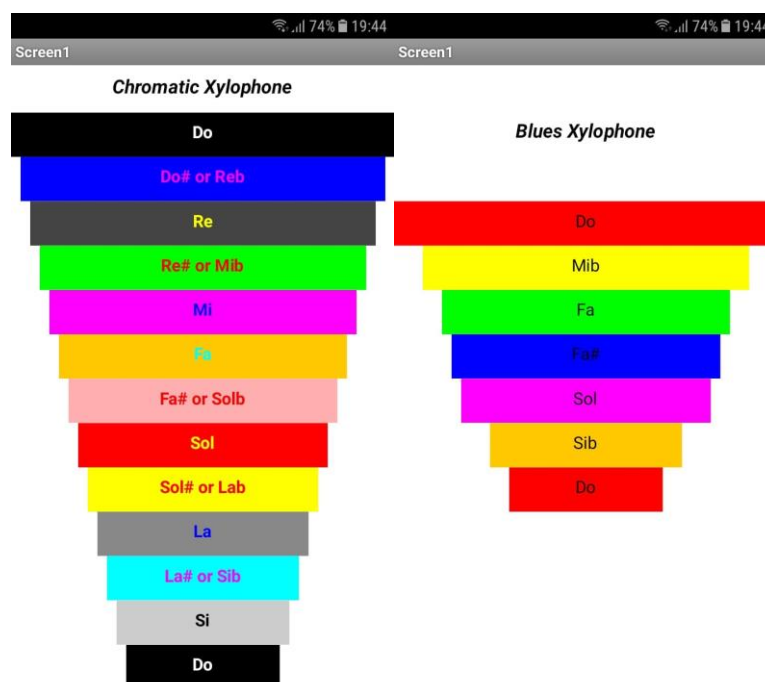 74% 19:44
Screen1
Chromatic Xylophone
Do
Do# or Reb
Re
Re# or Mib
Mi
Fa
Fa# or Solb
Sol
Sol# or Lab
La
La# or Sib
Si
Do
74% 19:44
Screen1
Blues Xylophone
Do
Mib
Fa
Fa#
Sol
Sib
Do